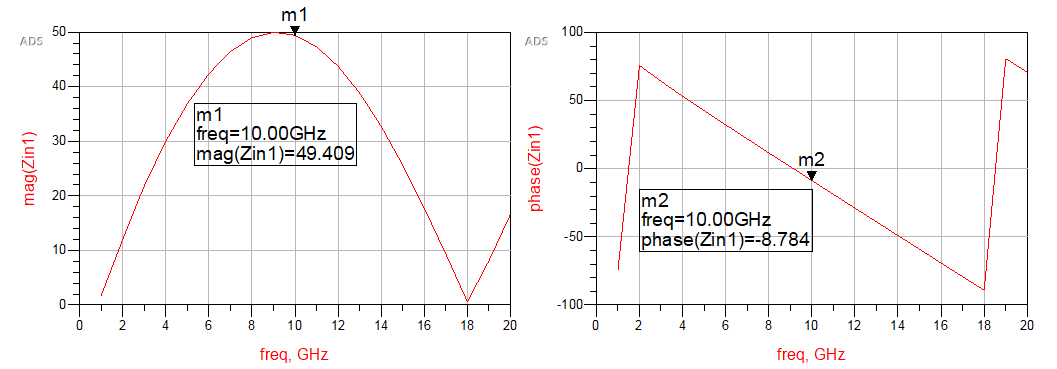 m1
ADS
50
40
30
20
10
0
mag(Zin1)
m1
freq=10.00GHz
mag(Zin1)=49.409
0 2 4 6 8 10 12 14 16 18 20
freq, GHz
ADS
100
50
0
-50
-100
phase(Zin1)
m2
m2
freq=10.00GHz
phase(Zin1)=-8.784
0 2 4 6 8 10 12 14 16 18 20
freq, GHz